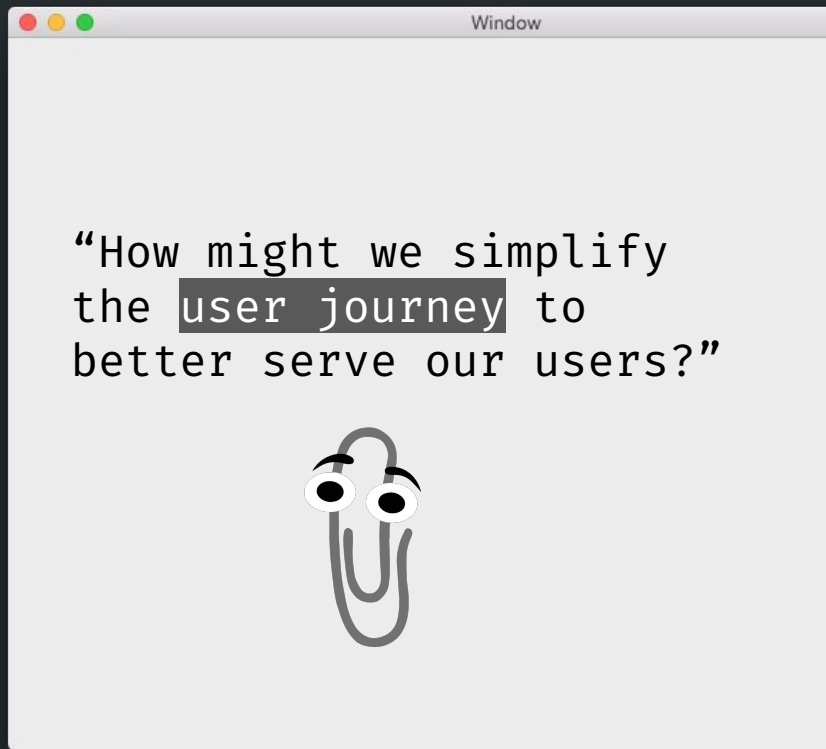 Window
“How might we simplify
the user journey to
better serve our users?”